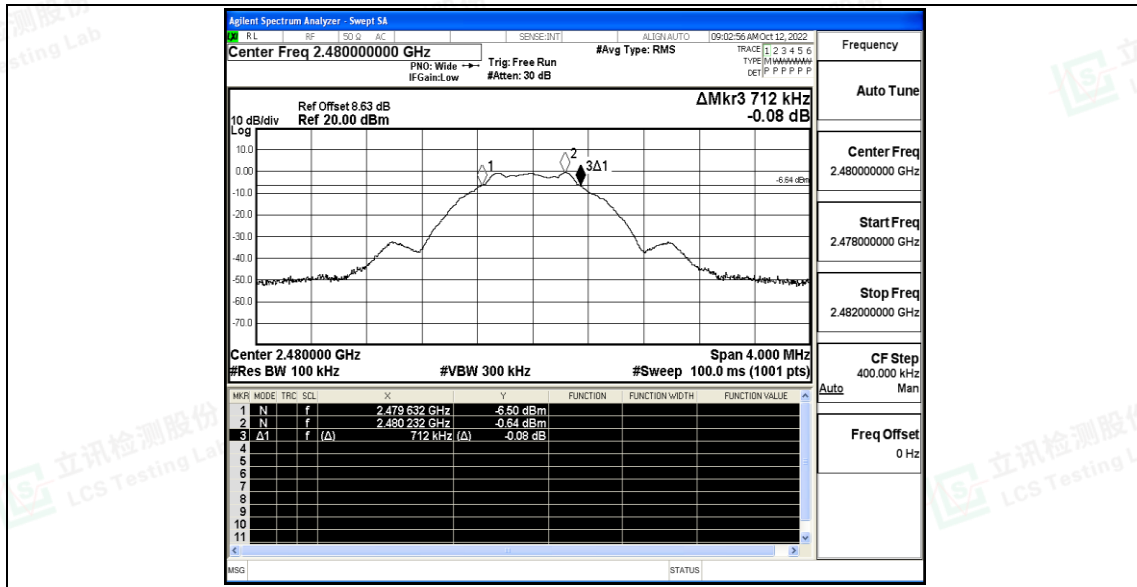 Agilent Spectrum Analyzer - Swept SA
RL RF 50 Ω AC SENSE:INT ALIGN AUTO 09:02:56 AM Oct 12, 2022
Center Freq 2.480000000 GHz
PNO: Wide
IFGain:Low
Trig: Free Run
#Atten: 30 dB
#Avg Type: RMS
TRACE 1 2 3 4 5 6
TYPE M W W W W W
DET P P P P P P
Ref Offset 8.63 dB
Ref 20.00 dBm
10 dB/div
Log
ΔMkr3 712 kHz
-0.08 dB
10.0
0.00
-10.0
-20.0
-30.0
-40.0
-50.0
-60.0
-70.0
1
2
3Δ1
-6.64 dBm
Center 2.480000 GHz Span 4.000 MHz
#Res BW 100 kHz #VBW 300 kHz #Sweep 100.0 ms (1001 pts)
MKR MODE TRC SCL X Y FUNCTION FUNCTION WIDTH FUNCTION VALUE
1 N f 2.479 632 GHz -6.50 dBm
2 N f 2.480 232 GHz -0.64 dBm
3 Δ1 f (Δ) 712 kHz (Δ) -0.08 dB
4
5
6
7
8
9
10
11
MSG STATUS
Frequency
Auto Tune
Center Freq
2.480000000 GHz
Start Freq
2.478000000 GHz
Stop Freq
2.482000000 GHz
CF Step
400.000 kHz
Auto Man
Freq Offset
0 Hz
立讯检测股份
LCS Testing Lab
立讯检测股份
LCS Testing L